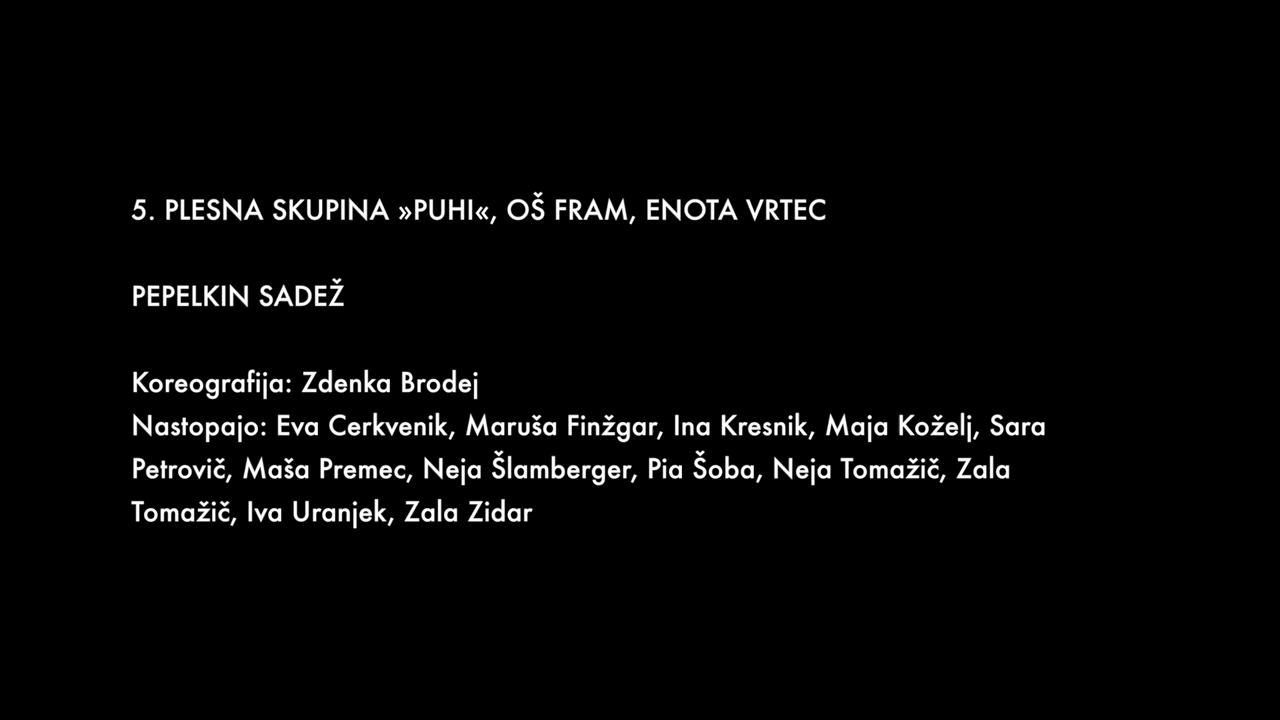 5. PLESNA SKUPINA »PUHI«, OŠ FRAM, ENOTA VRTEC
PEPELKIN SADEŽ
Koreografija: Zdenka Brodej
Nastopajo: Eva Cerkvenik, Maruša Finžgar, Ina Kresnik, Maja Koželj, Sara
Petrovič, Maša Premec, Neja Šlamberger, Pia Šoba, Neja Tomažič, Zala
Tomažič, Iva Uranjek, Zala Zidar